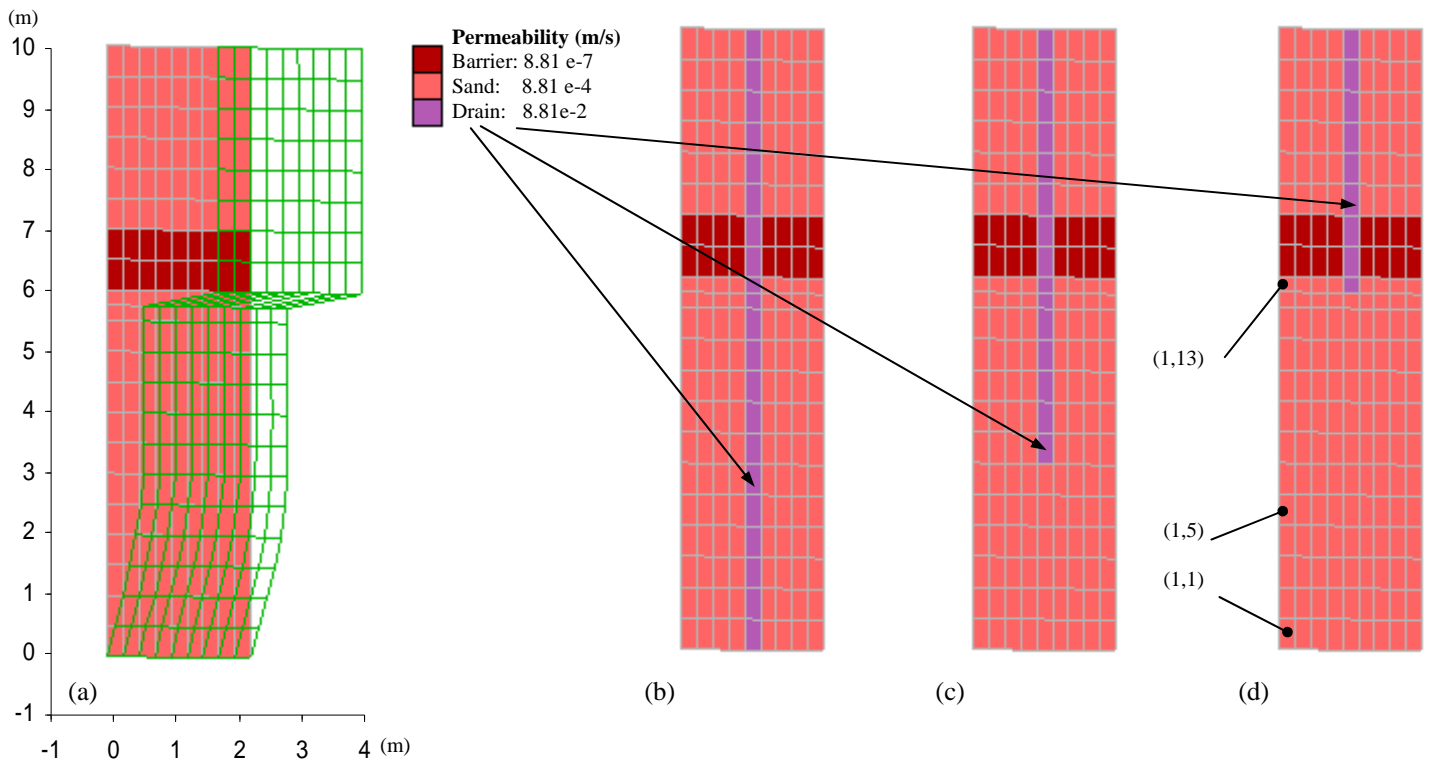 (m)
10
9
8
7
6
5
4
3
2
1
0
-1
-1 0 1 2 3 4 (m)
Permeability (m/s)
Barrier: 8.81 e-7
Sand: 8.81 e-4
Drain: 8.81e-2
(1,13)
(1,5)
(1,1)
(a) (b) (c) (d)